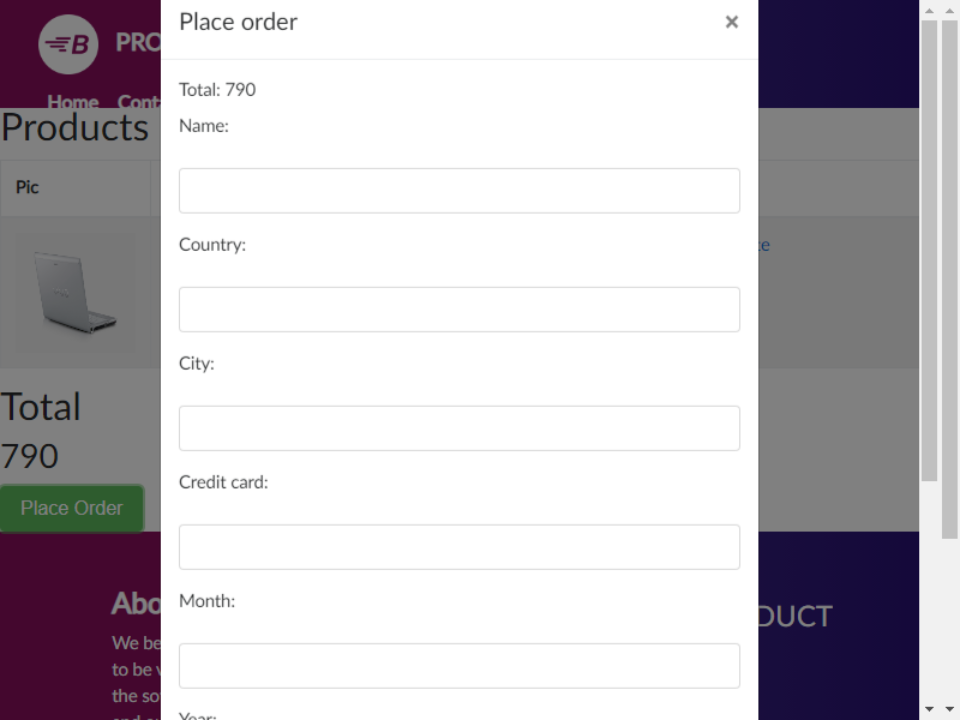 Place order
×
B
PRO
Home Cont
Products
Total: 790
Name:
Pic
Country:
City:
Total
790
Credit card:
Place Order
Month:
Abo
DUCT
We be
to be
the so
Year: